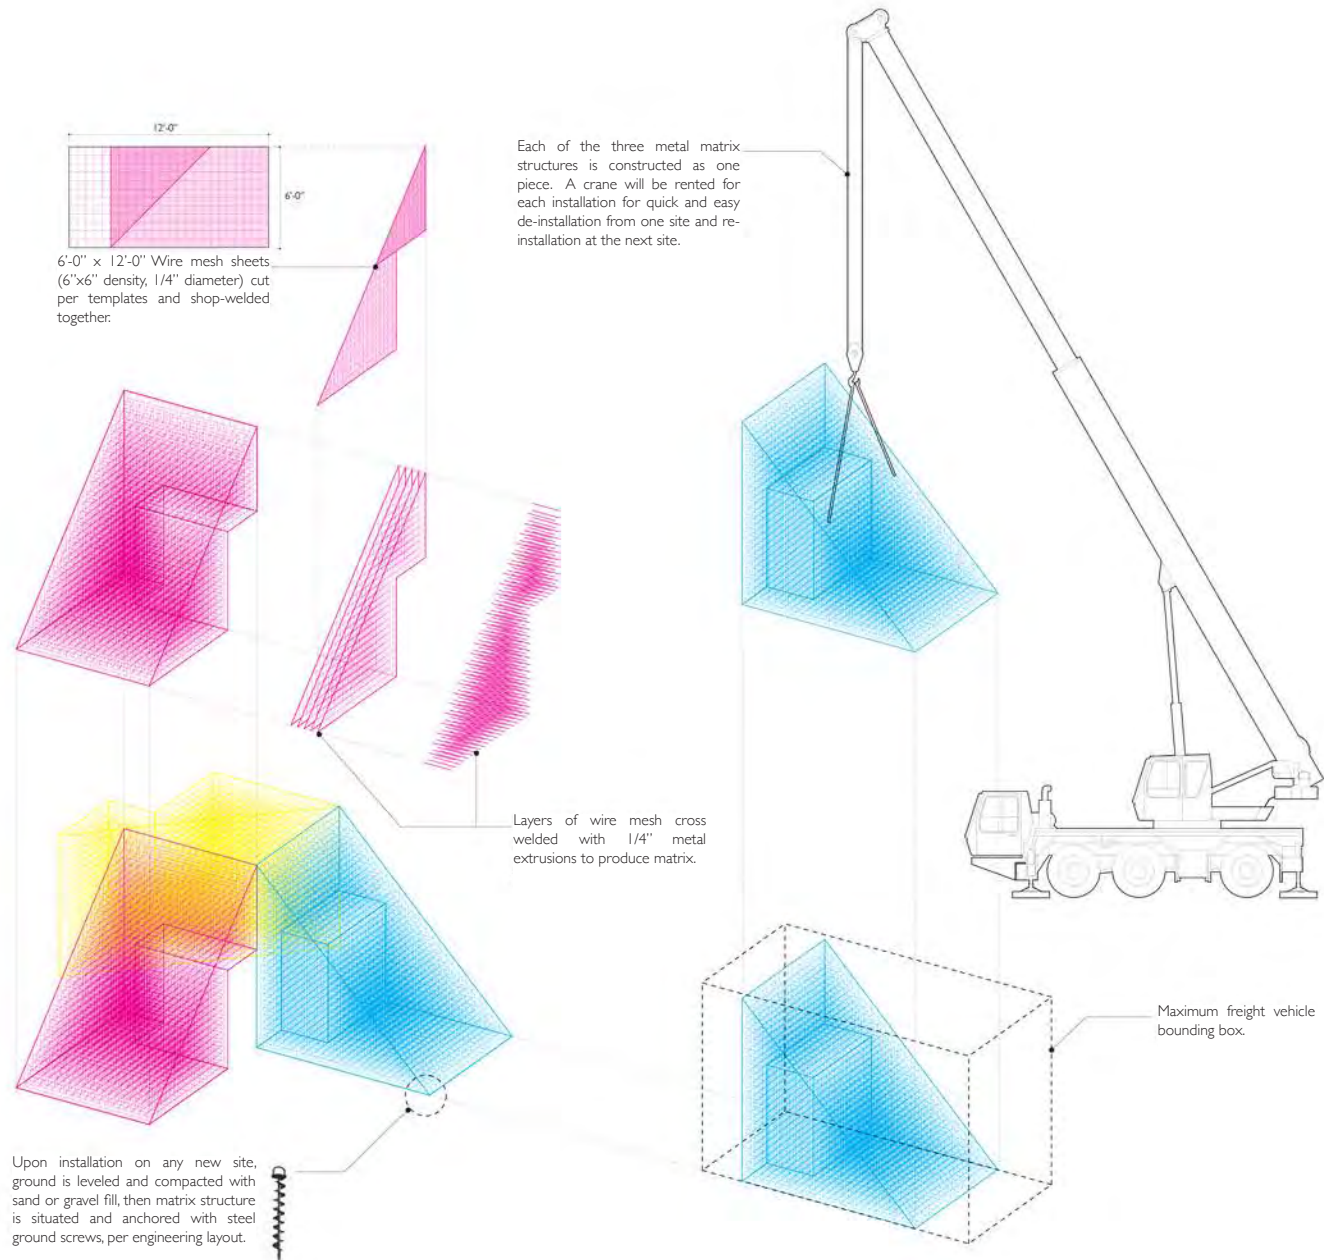 12'-0"
6'-0"
6'-0" x 12'-0" Wire mesh sheets
(6"x6" density, 1/4" diameter) cut
per templates and shop-welded
together.
Each of the three metal matrix
structures is constructed as one
piece. A crane will be rented for
each installation for quick and easy
de-installation from one site and re-
installation at the next site.
Layers of wire mesh cross
welded with 1/4" metal
extrusions to produce matrix.
Maximum freight vehicle
bounding box.
Upon installation on any new site,
ground is leveled and compacted with
sand or gravel fill, then matrix structure
is situated and anchored with steel
ground screws, per engineering layout.